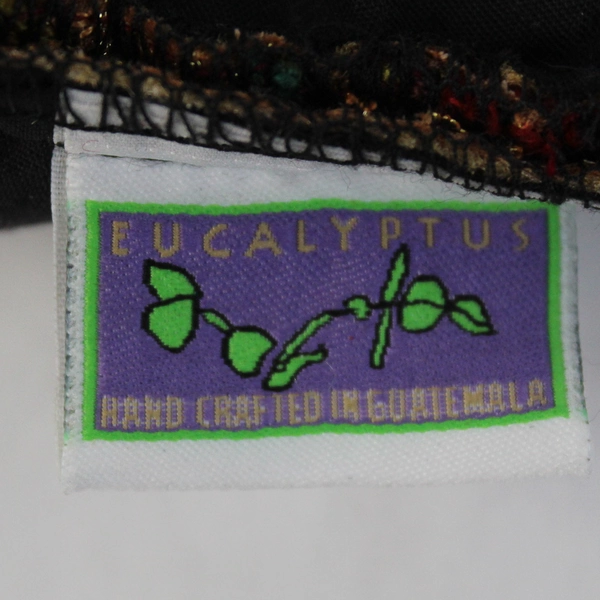 EUCALYPTUS
HAND CRAFTED IN GUATEMALA